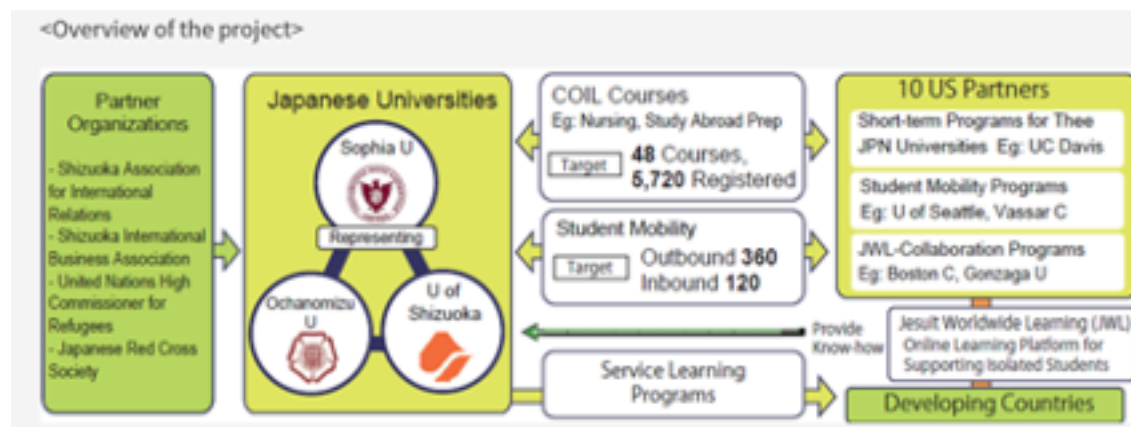 <Overview of the project>
Partner
Organizations
- Shizuoka Association
for International
Relations
- Shizuoka International
Business Association
- United Nations High
Commissioner for
Refugees
- Japanese Red Cross
Society
Japanese Universities
Sophia U
Representing
Ochanomizu
U
U of
Shizuoka
COIL Courses
Eg: Nursing, Study Abroad Prep
Target
48 Courses,
5,720 Registered
Student Mobility
Target
Outbound 360
Inbound 120
Provide
Know-how
Service Learning
Programs
10 US Partners
Short-term Programs for Thee
JPN Universities Eg: UC Davis
Student Mobility Programs
Eg: U of Seattle, Vassar C
JWL-Collaboration Programs
Eg: Boston C, Gonzaga U
Jesuit Worldwide Learning (JWL)
Online Learning Platform for
Supporting Isolated Students
Developing Countries